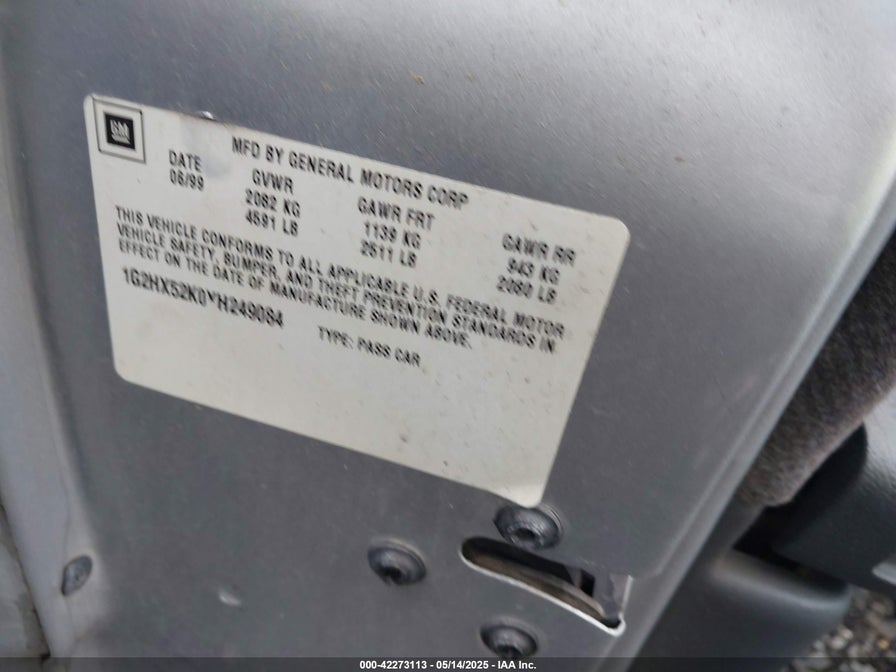 GM
MFD BY GENERAL MOTORS CORP
DATE GVWR GAWR FRT GAWR RR
06/99 2082 KG 1139 KG 943 KG
4591 LB 2511 LB 2080 LB
THIS VEHICLE CONFORMS TO ALL APPLICABLE U.S. FEDERAL MOTOR
VEHICLE SAFETY, BUMPER, AND THEFT PREVENTION STANDARDS IN
EFFECT ON THE DATE OF MANUFACTURE SHOWN ABOVE.
1G2HX52K0YH249084
TYPE: PASS CAR
000-42273113 - 05/14/2025 - IAA Inc.